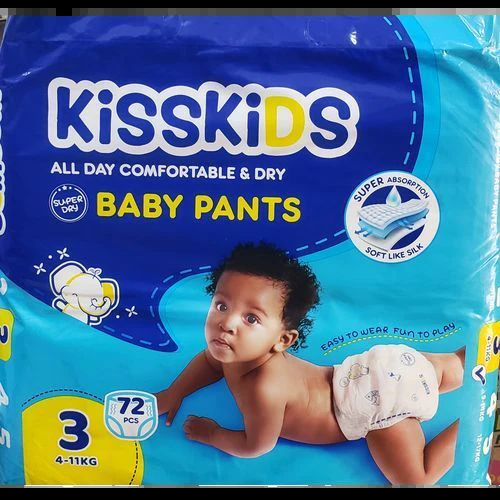 KiSSKiDS
ALL DAY COMFORTABLE & DRY
SUPER
DRY
BABY PANTS
SUPER ABSORPTION
SOFT LIKE SILK
EASY TO WEAR FUN TO PLAY
3
4-11KG
72
PCS